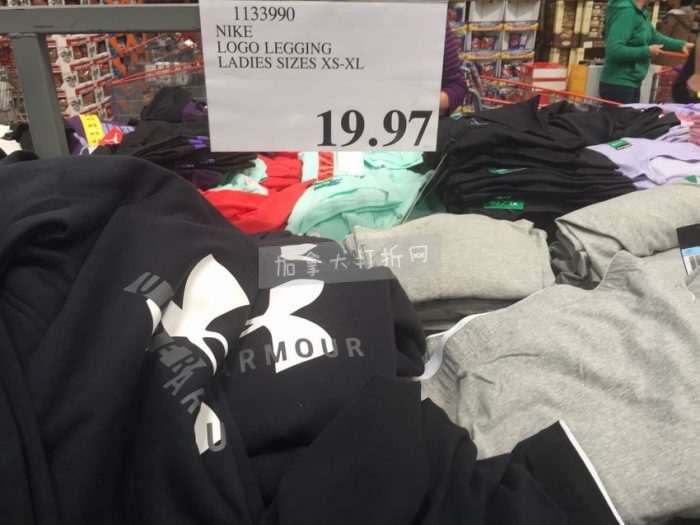 1133990
NIKE
LOGO LEGGING
LADIES SIZES XS-XL
19.97
加拿大打折网
ARMOUR